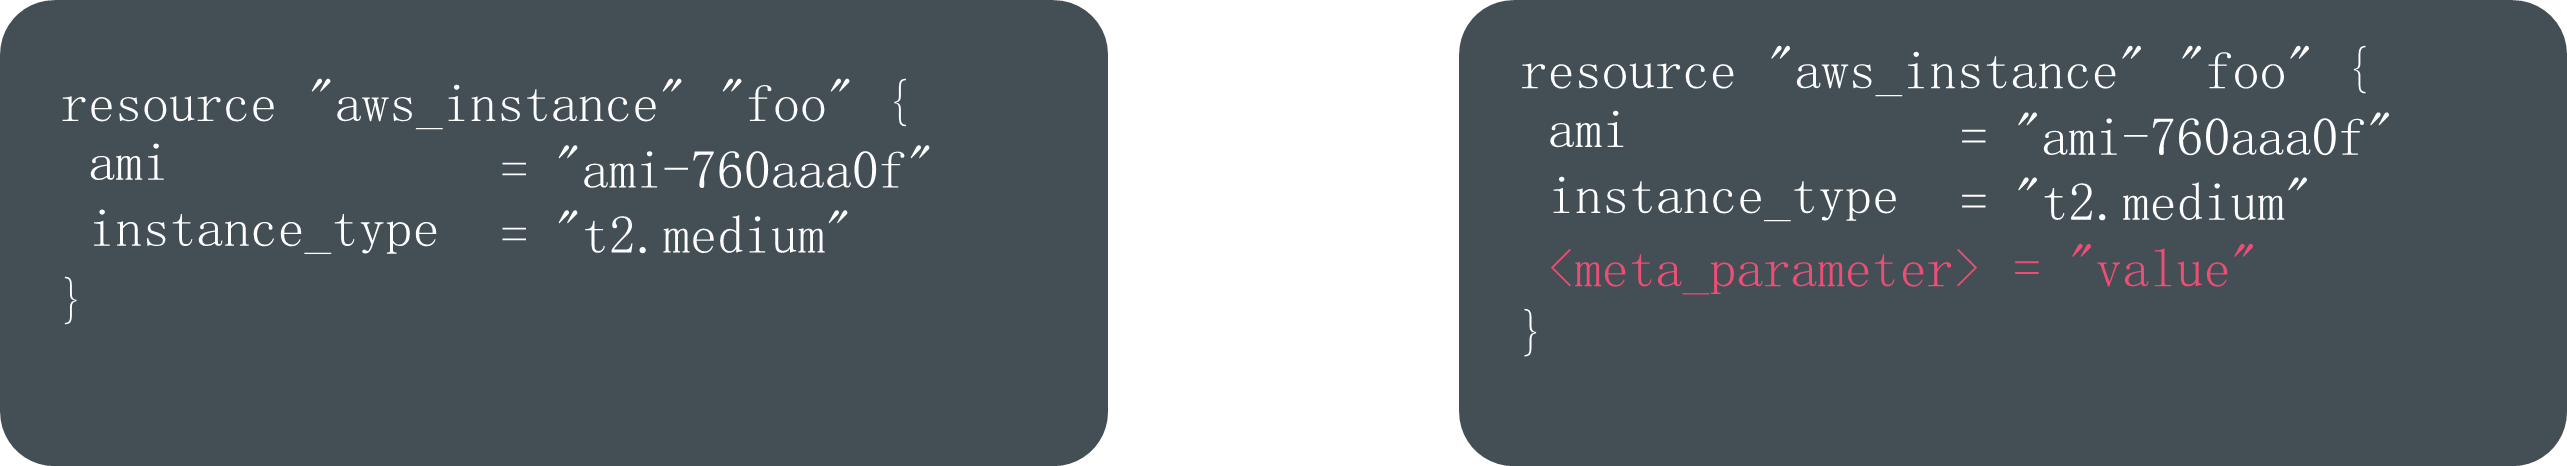 resource "aws_instance" "foo" {
 ami            = "ami-760aaa0f"
 instance_type  = "t2.medium"
}
resource "aws_instance" "foo" {
 ami            = "ami-760aaa0f"
 instance_type  = "t2.medium"
 <meta_parameter> = "value"
}